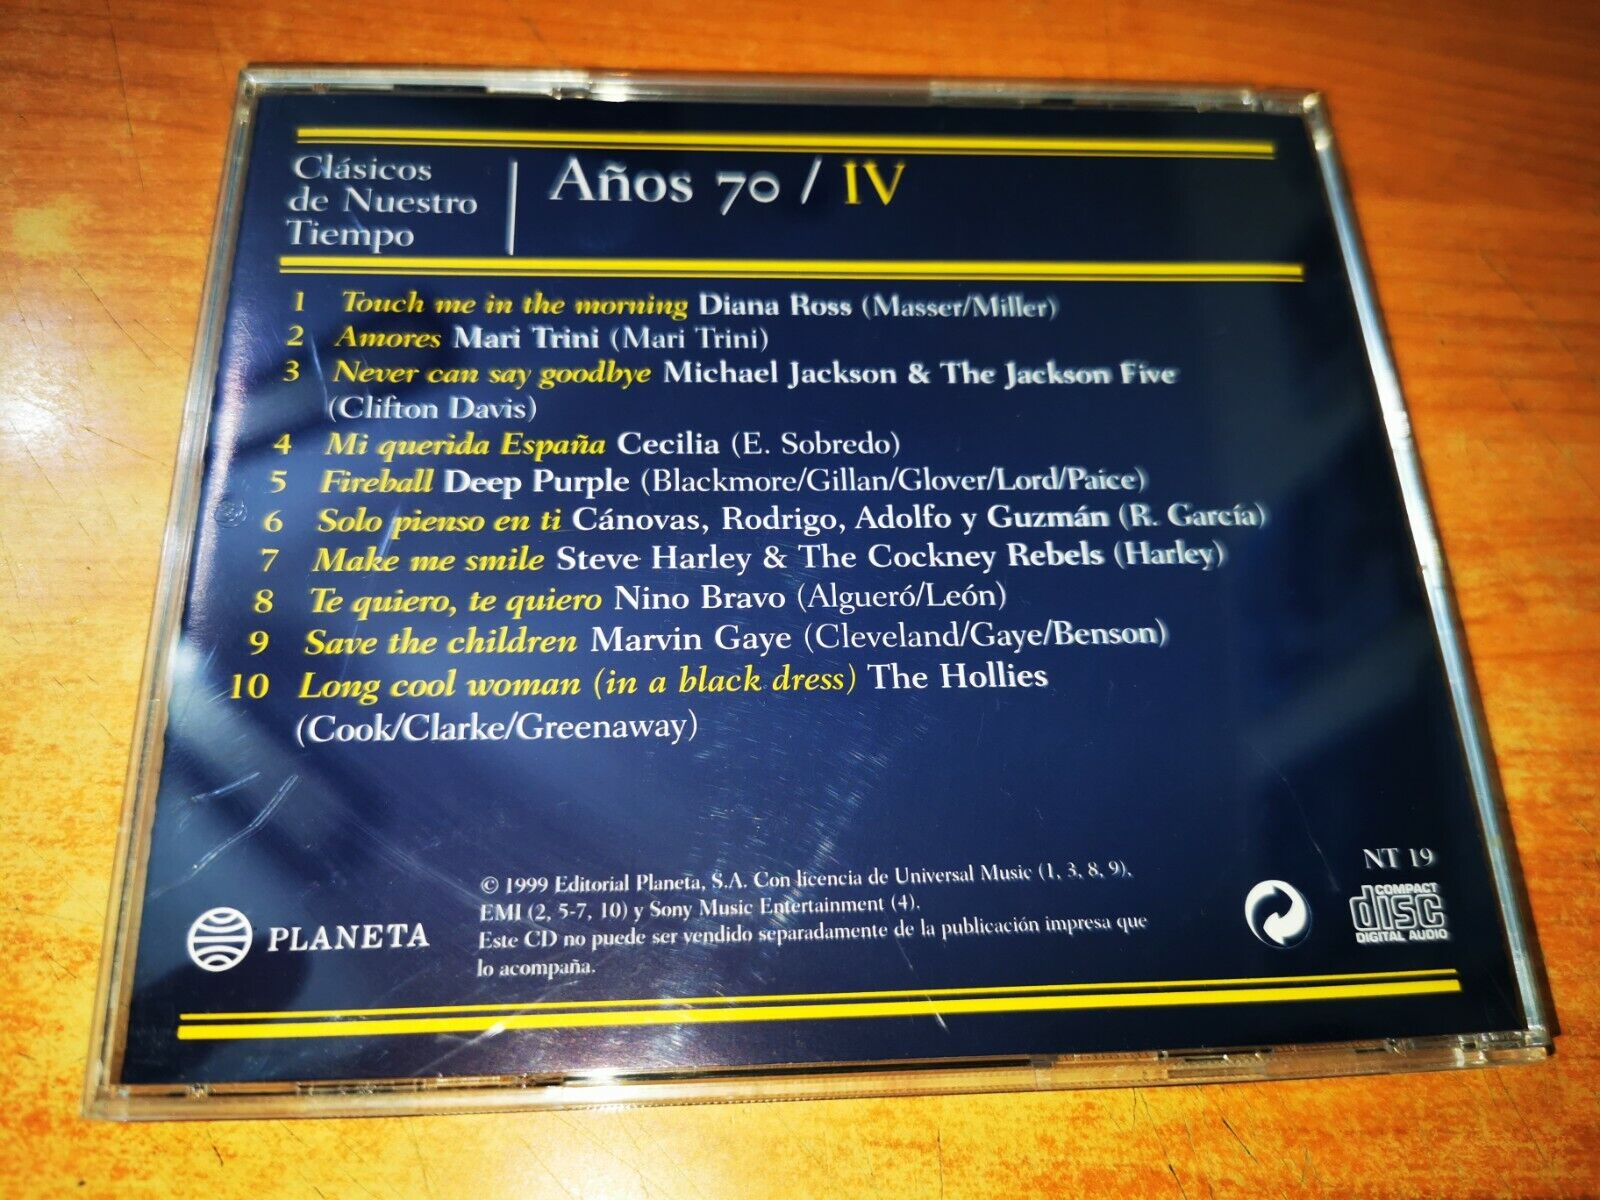 Clásicos
de Nuestro
Tiempo
Años 70 / IV
1 Touch me in the morning Diana Ross (Masser/Miller)
2 Amores Mari Trini (Mari Trini)
3 Never can say goodbye Michael Jackson & The Jackson Five
(Clifton Davis)
4 Mi querida España Cecilia (E. Sobredo)
5 Fireball Deep Purple (Blackmore/Gillan/Glover/Lord/Paice)
6 Solo pienso en ti Cánovas, Rodrigo, Adolfo y Guzmán (R. García)
7 Make me smile Steve Harley & The Cockney Rebels (Harley)
8 Te quiero, te quiero Nino Bravo (Algueró/León)
9 Save the children Marvin Gaye (Cleveland/Gaye/Benson)
10 Long cool woman (in a black dress) The Hollies
(Cook/Clarke/Greenaway)
PLANETA
© 1999 Editorial Planeta, S.A. Con licencia de Universal Music (1, 3, 8, 9),
EMI (2, 5-7, 10) y Sony Music Entertainment (4).
Este CD no puede ser vendido separadamente de la publicación impresa que
lo acompaña.
NT 19
COMPACT
disc
DIGITAL AUDIO